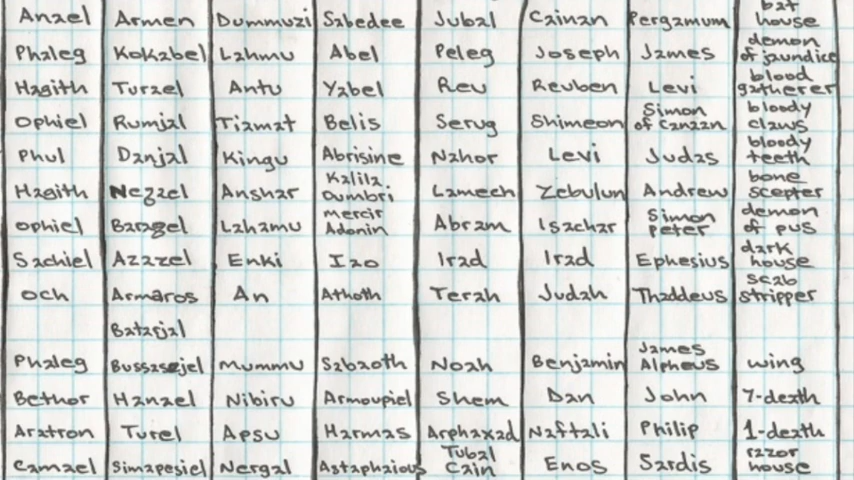 Anael Armen Dummuzi Sabedee Jubal Cainan Pergamum bat house
Phaleg Kokabel Lahmu Abel Peleg Joseph James demon of jaundice
Hagith Turael Antu Yabel Reu Reuben Levi blood gatherer
Ophiel Rumjal Tiamat Belis Serug Shimeon Simon of Canaan bloody claws
Phul Danjal Kingu Abrisine Nahor Levi Judas bloody teeth
Hagith Neqael Anshar Kalila Oumbri Lamech Zebulun Andrew bone scepter
Ophiel Baragel Lahamu mercir Adonin Abram Isachar Simon Peter demon of pus
Sachiel Azazel Enki Iao Irad Irad Ephesius dark house
Och Armaros An Athoth Terah Judah Thaddeus scab stripper
Batarjal
Phaleg Bussasejel Mummu Sabaoth Noah Benjamin James Alpheus wing
Bethor Hanael Nibiru Armoupiel Shem Dan John 7-death
Aratron Turel Apsu Harmas Arphaxad Naftali Philip 1-death
Camael Simapesiel Nergal Astaphaious Tubal Cain Enos Sardis razor house